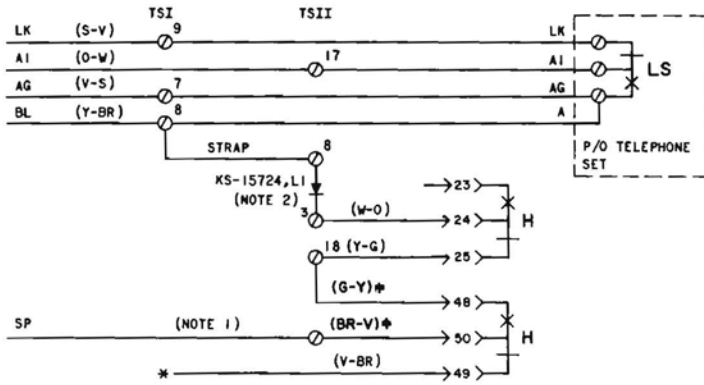 TSI TSII
LK (S-V) 9 LK
AI (O-W) 17 AI
LS
AG (V-S) 7 AG
BL (Y-BR) 8 A
P/O TELEPHONE
SET
STRAP 8
KS-15724,L1
(NOTE 2)
23
3 (W-O) 24 H
18 (Y-G) 25
(G-Y)‡ 48
SP (NOTE 1) (BR-V)‡ 50 H
* (V-BR) 49